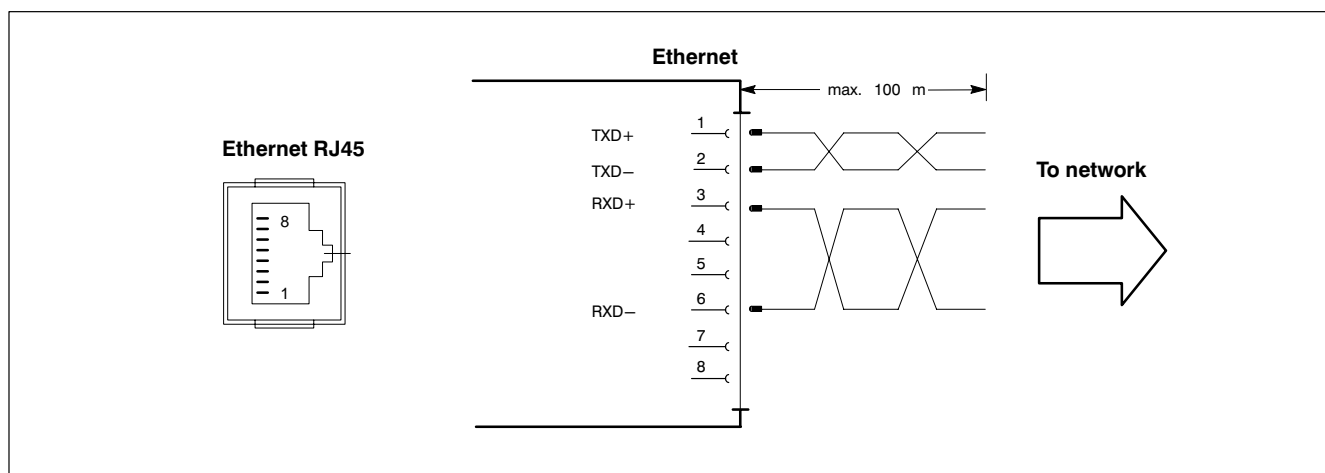 Ethernet
max. 100 m
Ethernet RJ45
8
1
TXD+ 1
TXD− 2
RXD+ 3
4
5
RXD− 6
7
8
To network